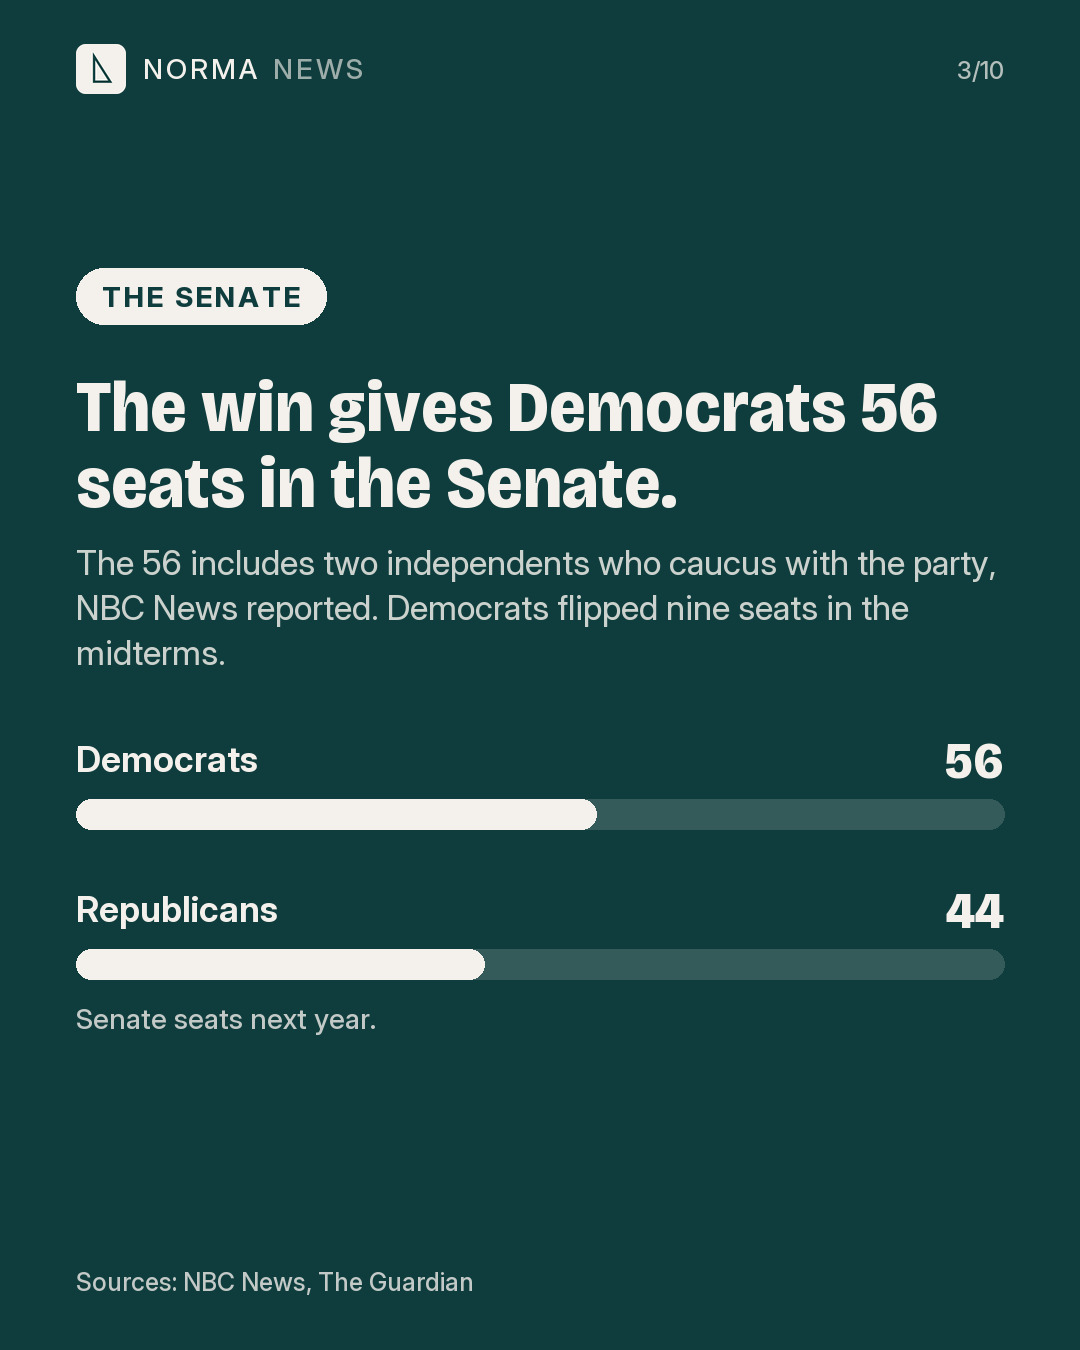 NORMA NEWS
3/10
THE SENATE
The win gives Democrats 56
seats in the Senate.
The 56 includes two independents who caucus with the party,
NBC News reported. Democrats flipped nine seats in the
midterms.
Democrats 56
Republicans 44
Senate seats next year.
Sources: NBC News, The Guardian